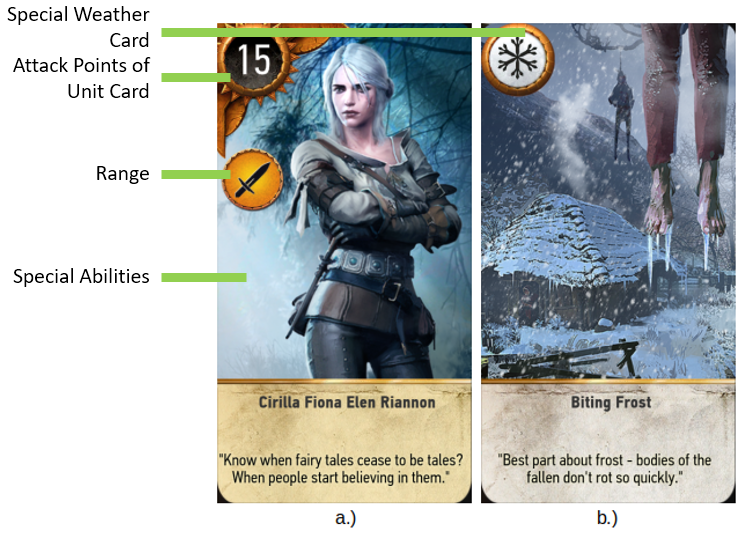 Special Weather
Card
Attack Points of
Unit Card
Range
Special Abilities
15
Cirilla Fiona Elen Riannon
"Know when fairy tales cease to be tales?
When people start believing in them."
a.)
Biting Frost
"Best part about frost - bodies of the
fallen don't rot so quickly."
b.)